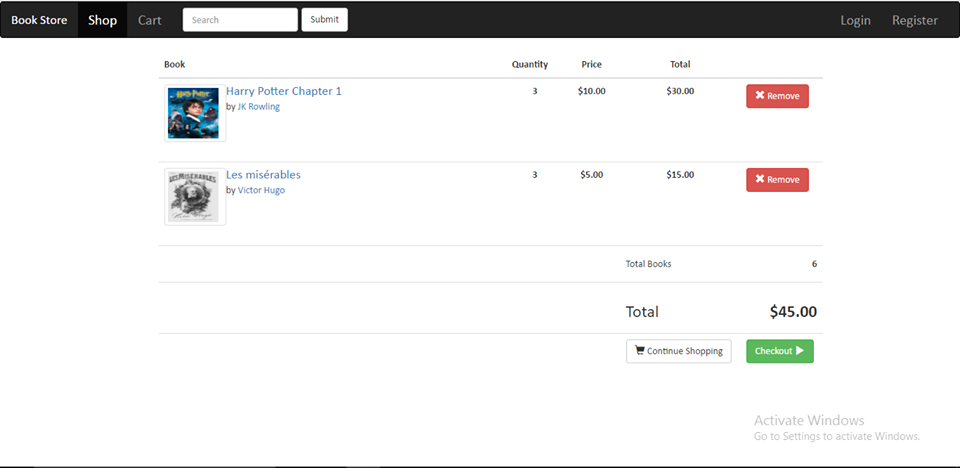 Book Store Shop Cart Search Submit Login Register
Book Quantity Price Total
Harry Potter Chapter 1 3 $10.00 $30.00 Remove
by JK Rowling
LES MISÉRABLES
Les misérables 3 $5.00 $15.00 Remove
by Victor Hugo
Total Books 6
Total $45.00
Continue Shopping Checkout
Activate Windows
Go to Settings to activate Windows.